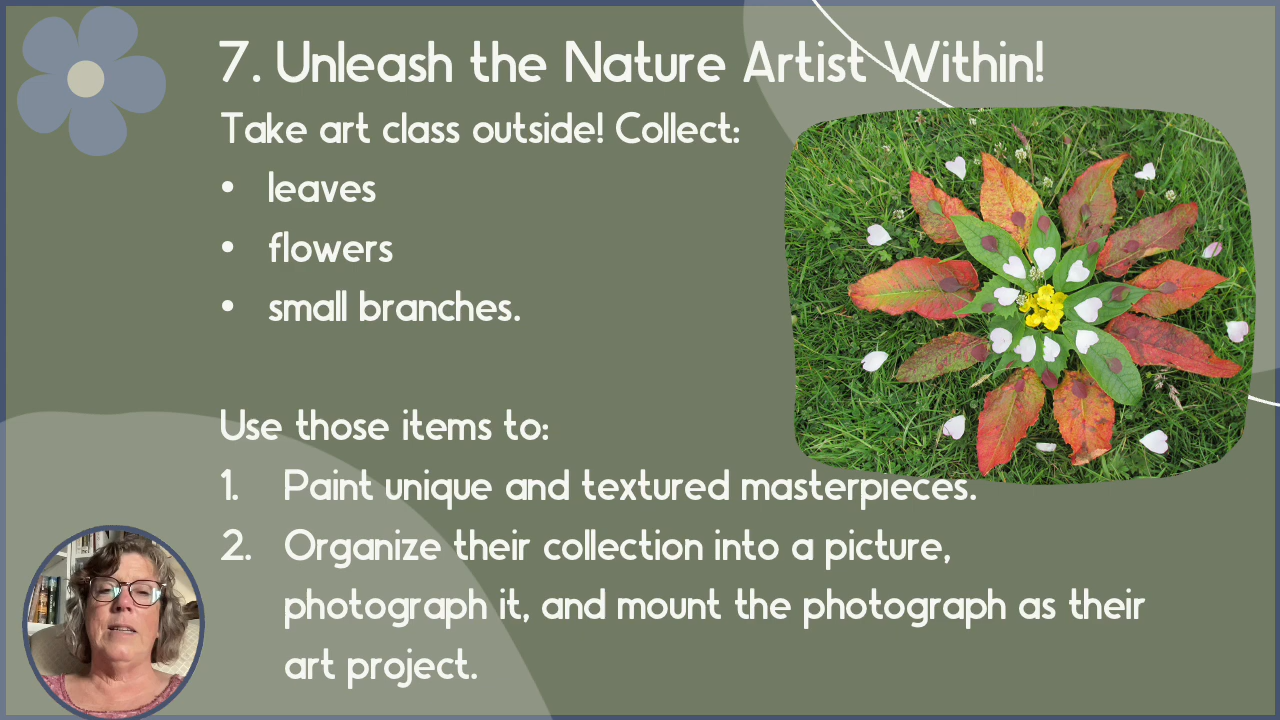 7. Unleash the Nature Artist Within!
Take art class outside! Collect:
• leaves
• flowers
• small branches.
Use those items to:
1. Paint unique and textured masterpieces.
2. Organize their collection into a picture,
photograph it, and mount the photograph as their
art project.